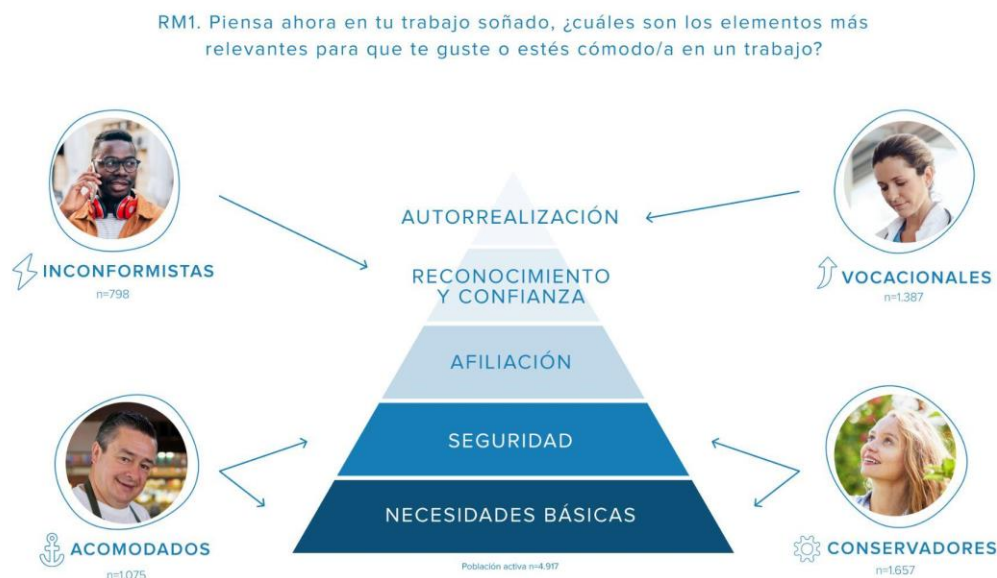 RM1. Piensa ahora en tu trabajo soñado, ¿cuáles son los elementos más
relevantes para que te guste o estés cómodo/a en un trabajo?
AUTORREALIZACIÓN
RECONOCIMIENTO
Y CONFIANZA
INCONFORMISTAS
n=798
VOCACIONALES
n=1.387
AFILIACIÓN
SEGURIDAD
NECESIDADES BÁSICAS
ACOMODADOS
n=1.075
CONSERVADORES
n=1.657
Población activa n=4.917